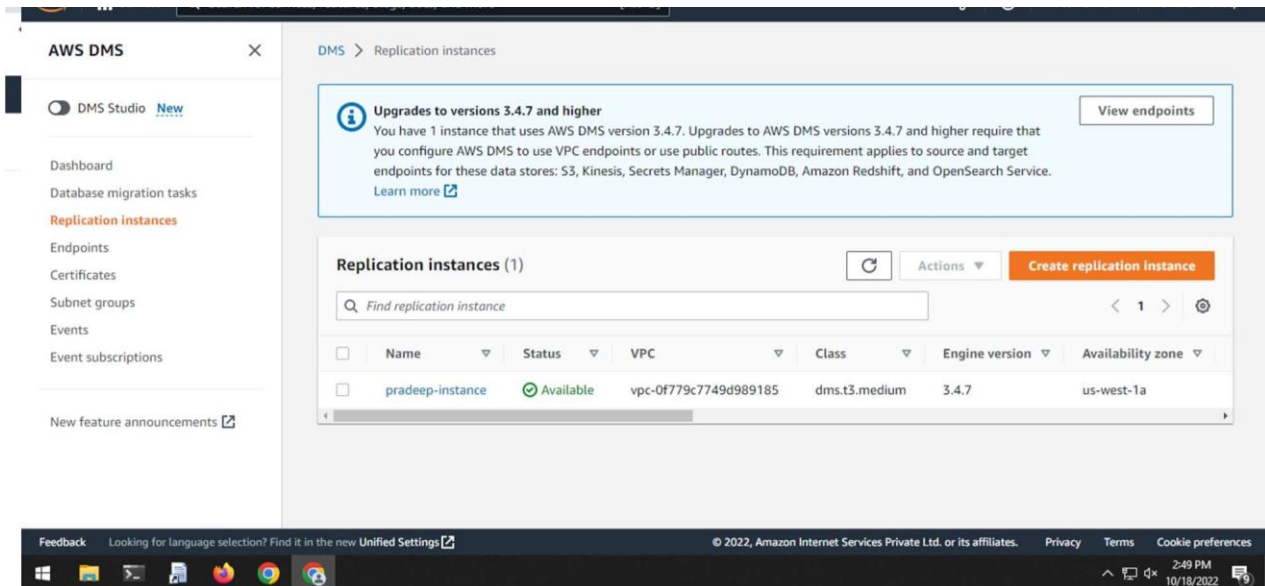 AWS DMS
DMS Studio New
Dashboard
Database migration tasks
Replication instances
Endpoints
Certificates
Subnet groups
Events
Event subscriptions
New feature announcements
DMS > Replication instances
Upgrades to versions 3.4.7 and higher
You have 1 instance that uses AWS DMS version 3.4.7. Upgrades to AWS DMS versions 3.4.7 and higher require that
you configure AWS DMS to use VPC endpoints or use public routes. This requirement applies to source and target
endpoints for these data stores: S3, Kinesis, Secrets Manager, DynamoDB, Amazon Redshift, and OpenSearch Service.
Learn more
View endpoints
Replication instances (1)
Actions
Create replication instance
Find replication instance
< 1 >
Name Status VPC Class Engine version Availability zone
pradeep-instance Available vpc-0f779c7749d989185 dms.t3.medium 3.4.7 us-west-1a
Feedback Looking for language selection? Find it in the new Unified Settings © 2022, Amazon Internet Services Private Ltd. or its affiliates. Privacy Terms Cookie preferences
2:49 PM
10/18/2022